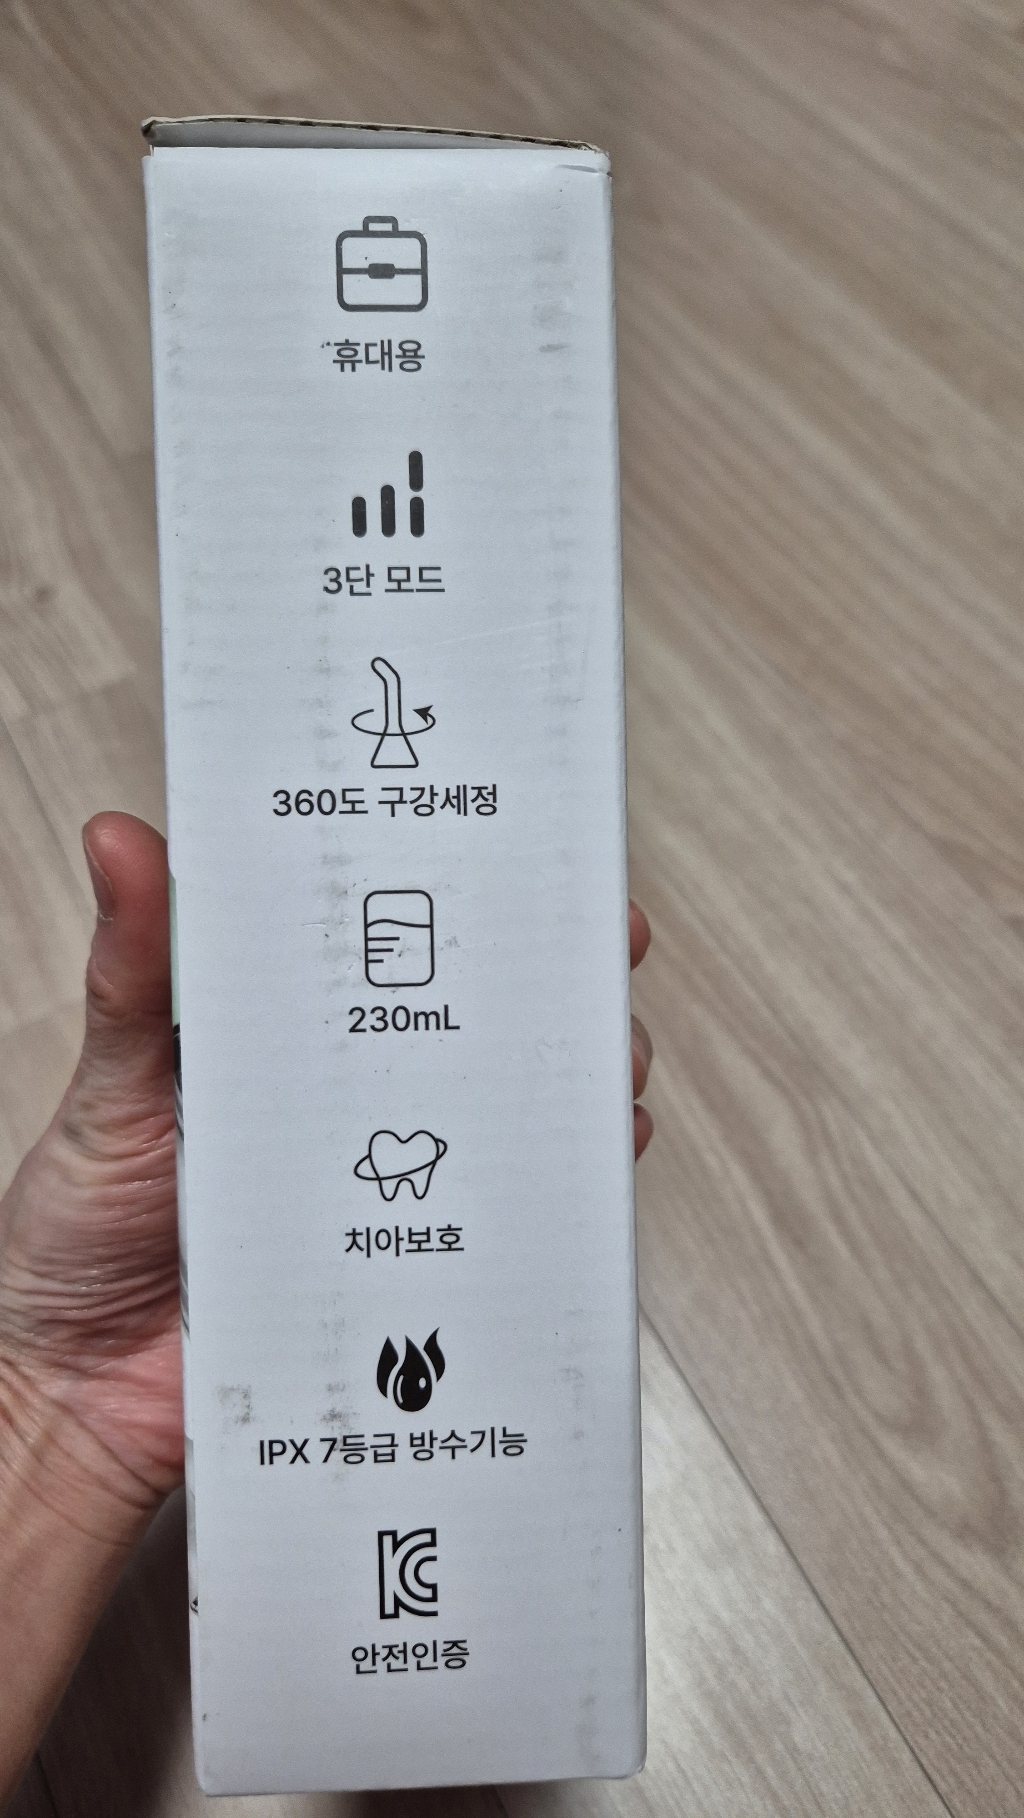 휴대용
3단 모드
360도 구강세정
230mL
치아보호
IPX 7등급 방수기능
KC
안전인증